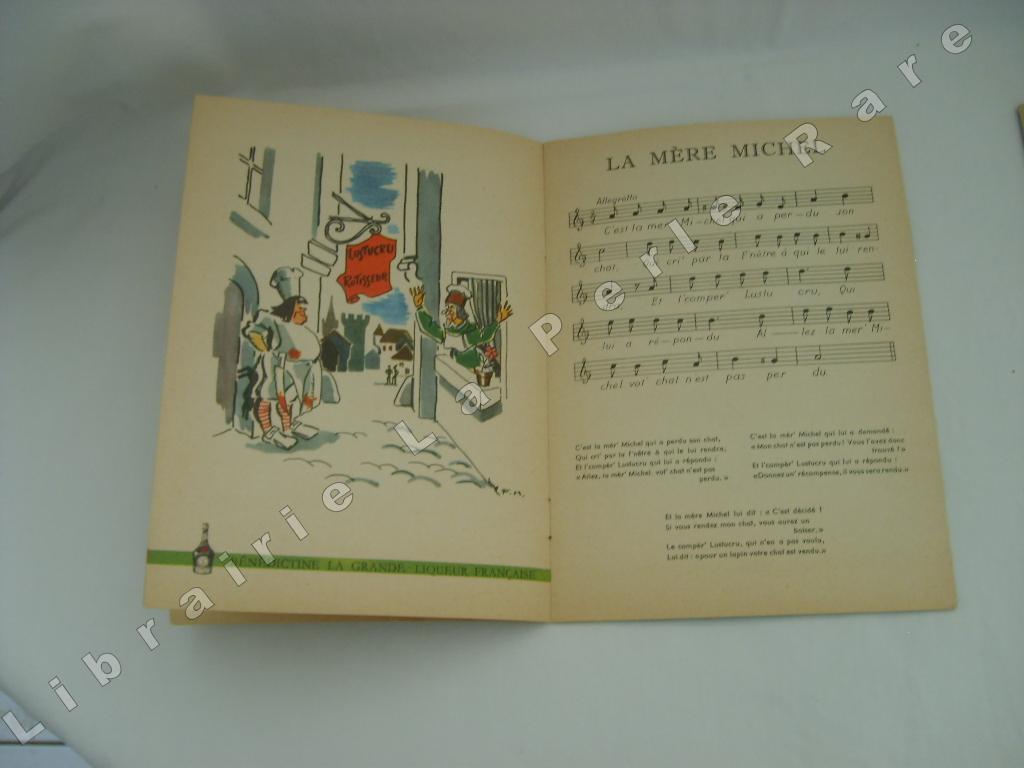 LUSTUCRU
ROTISSEUR
BÉNÉDICTINE LA GRANDE LIQUEUR FRANÇAISE
LA MÈRE MICHEL
Allegretto
C'est la mer' Mi-chel qui a per-du son
chat, Qui cri' par la f'nêtre à qui le lui ren-
Et l'comper' Lustu cru, Qui
lui a ré-pon-du Al-lez la mer' Mi-
chel vot' chat n'est pas per du.
C'est la mèr' Michel qui a perdu son chat,
Qui cri' par la f'nêtre à qui le lui rendra,
Et l'compèr' Lustucru qui lui a répondu :
« Allez, la mèr' Michel, vot' chat n'est pas
perdu. »
C'est la mèr' Michel qui lui a demandé :
« Mon chat n'est pas perdu ! Vous l'avez donc
trouvé ! »
Et l'compèr' Lustucru qui lui a répondu :
«Donnez un' récompense, il vous sera rendu.»
Et la mère Michel lui dit : « C'est décidé !
Si vous rendez mon chat, vous aurez un
baiser.»
Le compèr' Lustucru, qui n'en a pas voulu,
Lui dit : «pour un lapin votre chat est vendu.»
Librairie La Perle Rare